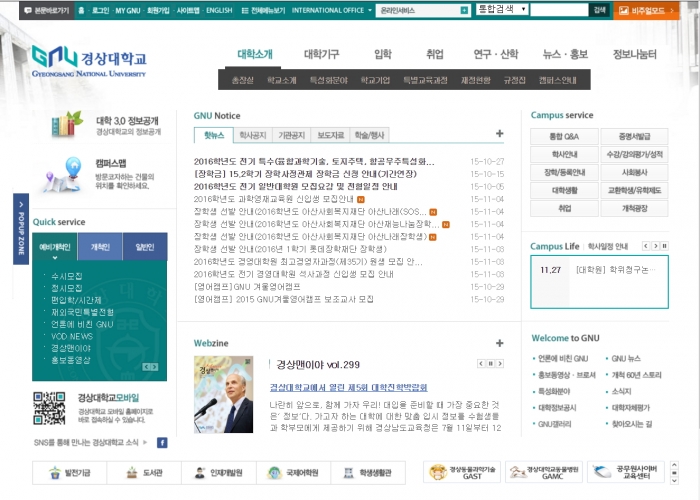 본문바로가기
홈 · 로그인 · MY GNU · 회원가입 · 사이트맵 · ENGLISH 전체메뉴보기 INTERNATIONAL OFFICE 온라인서비스 통합검색 검색 비주얼모드
GNU 경상대학교
GYEONGSANG NATIONAL UNIVERSITY
대학소개 대학기구 입학 취업 연구 · 산학 뉴스 · 홍보 정보나눔터
총장실 학교소개 특성화분야 학교기업 특별교육과정 재정현황 규정집 캠퍼스안내
대학 3.0 정보공개
경상대학교의 정보공개
캠퍼스맵
방문코자하는 건물의
위치를 확인하세요.
POPUP ZONE
Quick service
예비개척인 개척인 일반인
수시모집
정시모집
편입학/시간제
재외국민특별전형
언론에 비친 GNU
VOD NEWS
경상맨이야
홍보동영상
경상대학교모바일
경상대학교 모바일 홈페이지로
바로 접속하실 수 있습니다.
SNS를 통해 만나는 경상대학교 소식
GNU Notice
핫뉴스 학사공지 기관공지 보도자료 학술/행사
2016학년도 전기 특수(융합과학기술, 토지주택, 항공우주특성화... 15-10-27
[장학금] 15.2학기 장학사정관제 장학금 신청 안내(기간연장) 15-10-15
2016학년도 전기 일반대학원 모집요강 및 전형일정 안내 15-10-05
2016학년도 과학영재교육원 신입생 모집안내 15-11-04
장학생 선발 안내(2016학년도 아산사회복지재단 아산나래(SOS... 15-11-04
장학생 선발 안내(2016학년도 아산사회복지재단 아산재능나눔장학... 15-11-04
장학생 선발 안내(2016학년도 아산사회복지재단 아산나래장학생) 15-11-04
장학생 선발 안내(2016년 1학기 롯데장학재단 장학생) 15-11-03
2016학년도 경영대학원 최고경영자과정(제35기) 원생 모집 안... 15-11-03
2016학년도 전기 경영대학원 석사과정 신입생 모집 안내 15-11-03
[영어캠프] GNU 겨울영어캠프 15-10-29
[영어캠프] 2015 GNU겨울영어캠프 보조교사 모집 15-10-29
Webzine
경상맨이야 vol.299
경상대학교에서 열린 제5회 대학진학박람회
나란히 앞으로, 함께 가자 우리! 대입을 준비할 때 가장 중요한 것
은 '정보'다. 가고자 하는 대학에 대한 맞춤 입시 정보를 수험생들
과 학부모에게 제공하기 위해 경상남도교육청은 7월 11일부터 12
Campus service
통합 Q&A 증명서발급
학사안내 수강/강의평가/성적
장학/등록안내 사회봉사
대학생활 교환학생/유학제도
취업 개척광장
Campus Life 학사일정 안내
11.27 [대학원] 학위청구논...
Welcome to GNU
언론에 비친 GNU GNU 뉴스
홍보동영상 · 브로셔 개척 60년 스토리
특성화분야 소식지
대학정보공시 대학자체평가
GNU갤러리 찾아오시는 길
발전기금 도서관 인재개발원 국제어학원 학생생활관
경상동물과학기술 GAST
경상대학교동물병원 GAMC
공무원사이버 교육센터